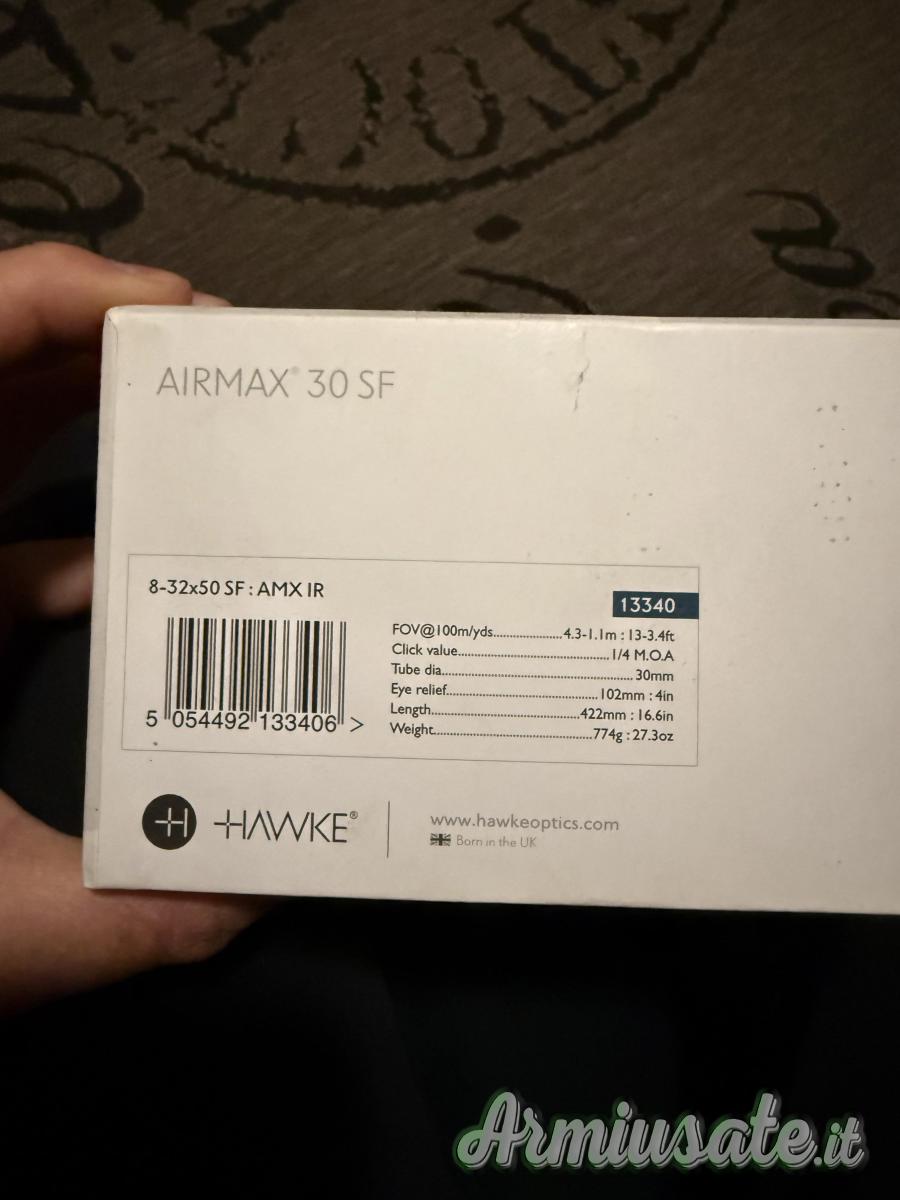 AIRMAX® 30 SF
8-32x50 SF : AMX IR
13340
FOV@100m/yds....................4.3-1.1m : 13-3.4ft
Click value............................................1/4 M.O.A
Tube dia.........................................................30mm
Eye relief.............................................102mm : 4in
Length............................................422mm : 16.6in
Weight...............................................774g : 27.3oz
5 054492 133406 >
HAWKE®
www.hawkeoptics.com
Born in the UK
Armiusate.it